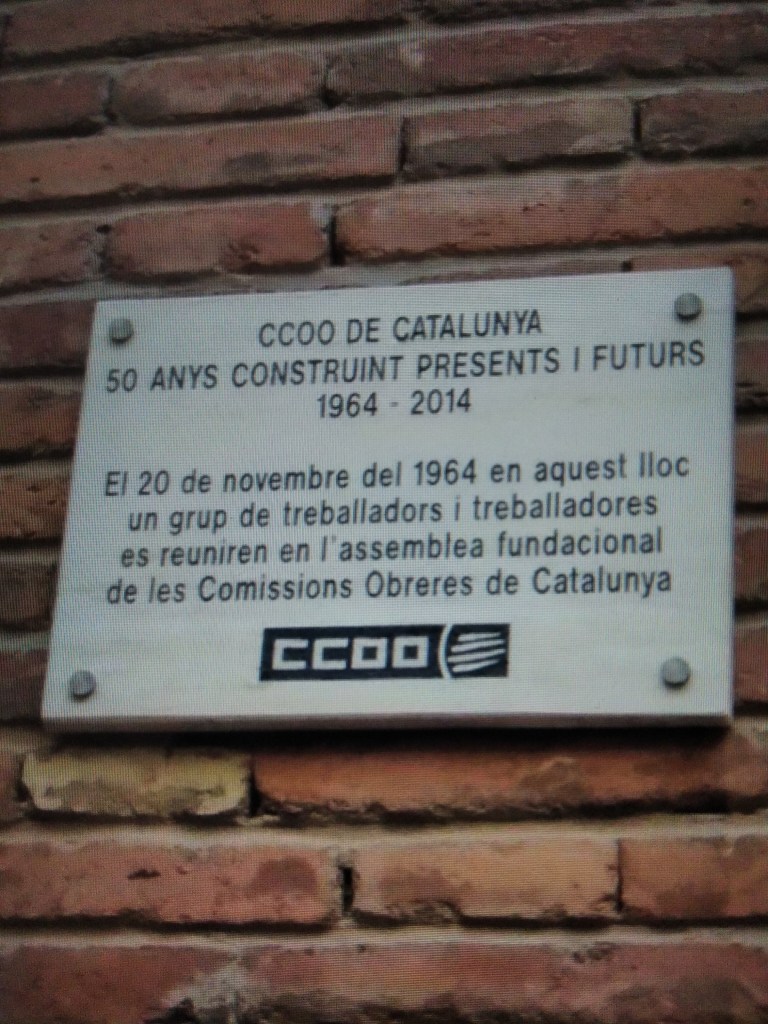 CCOO DE CATALUNYA
50 ANYS CONSTRUINT PRESENTS I FUTURS
1964 - 2014
El 20 de novembre del 1964 en aquest lloc
un grup de treballadors i treballadores
es reuniren en l'assemblea fundacional
de les Comissions Obreres de Catalunya
CCOO